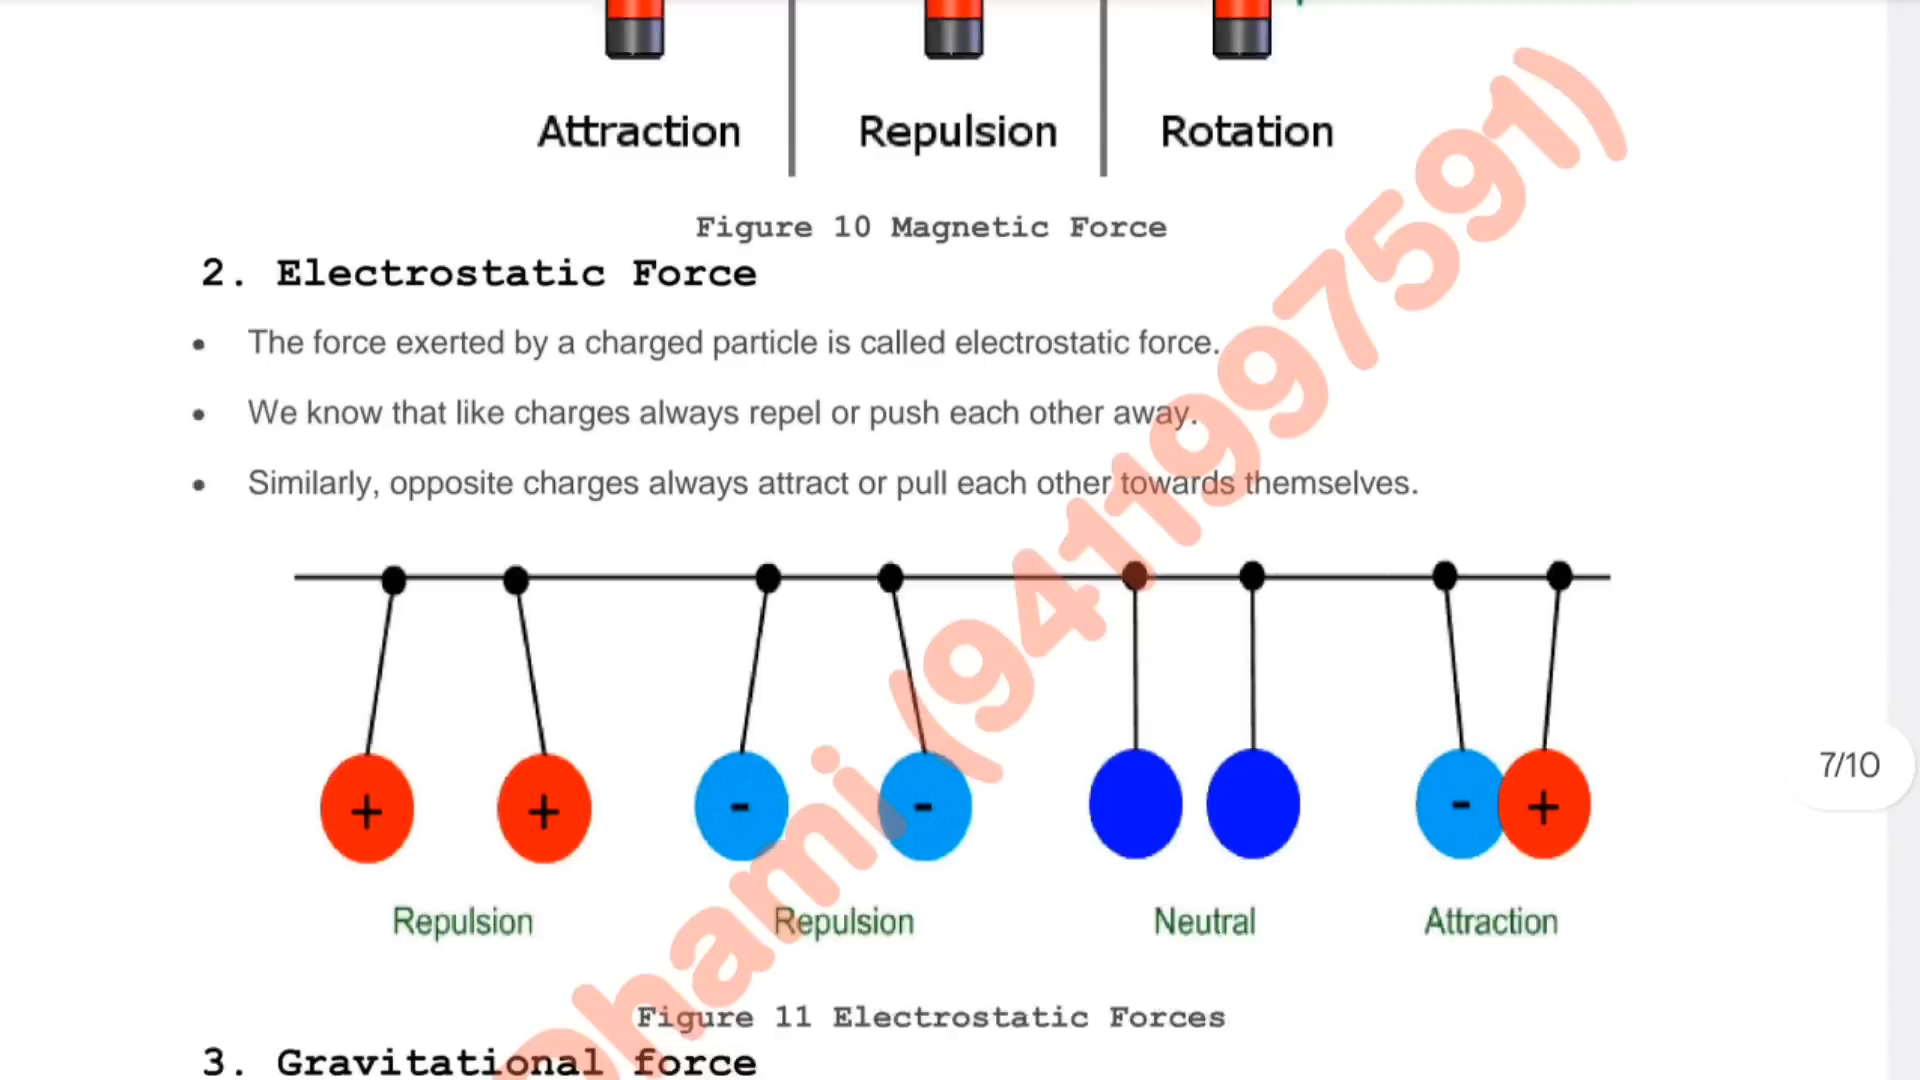 Attraction
Repulsion
Rotation
Figure 10 Magnetic Force
2. Electrostatic Force
• The force exerted by a charged particle is called electrostatic force.
• We know that like charges always repel or push each other away.
• Similarly, opposite charges always attract or pull each other towards themselves.
+ + - - - +
7/10
Repulsion
Repulsion
Neutral
Attraction
Figure 11 Electrostatic Forces
3. Gravitational force
(9411997591)